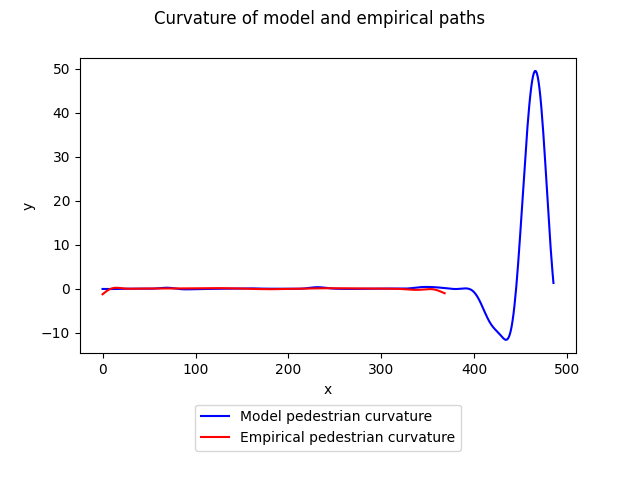 Curvature of model and empirical paths
50
40
30
20
10
0
−10
y
0 100 200 300 400 500
x
Model pedestrian curvature
Empirical pedestrian curvature